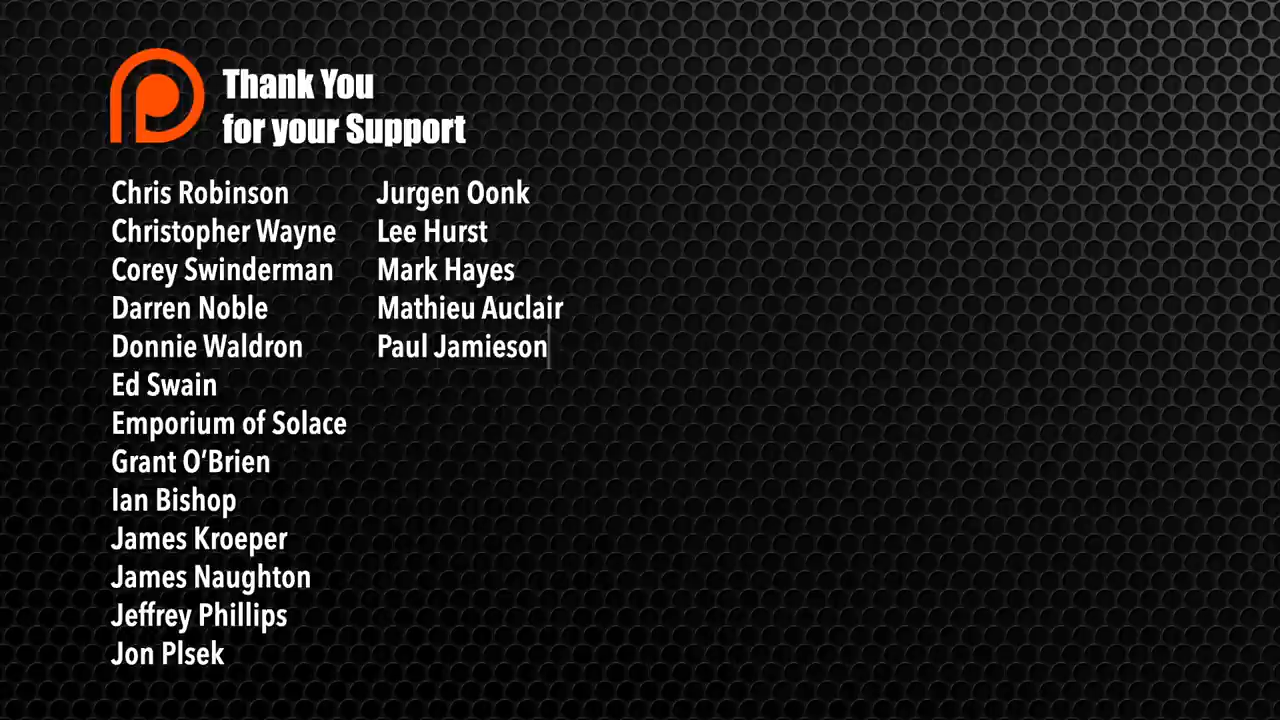 Thank You
for your Support
Chris Robinson
Christopher Wayne
Corey Swinderman
Darren Noble
Donnie Waldron
Ed Swain
Emporium of Solace
Grant O’Brien
Ian Bishop
James Kroeper
James Naughton
Jeffrey Phillips
Jon Plsek
Jurgen Oonk
Lee Hurst
Mark Hayes
Mathieu Auclair
Paul Jamieson